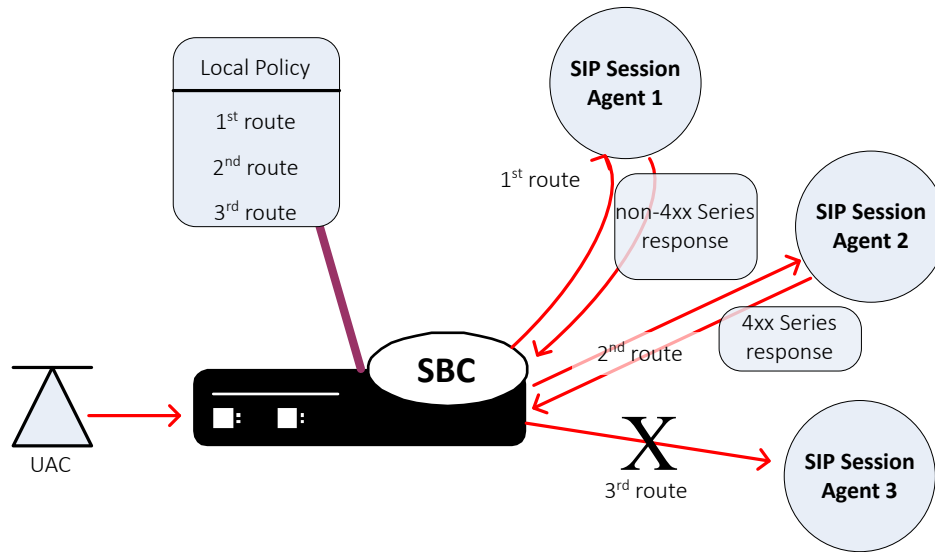 Local Policy
1st route
2nd route
3rd route
SIP Session
Agent 1
1st route
non-4xx Series
response
SIP Session
Agent 2
4xx Series
response
2nd route
SBC
UAC
X
3rd route
SIP Session
Agent 3